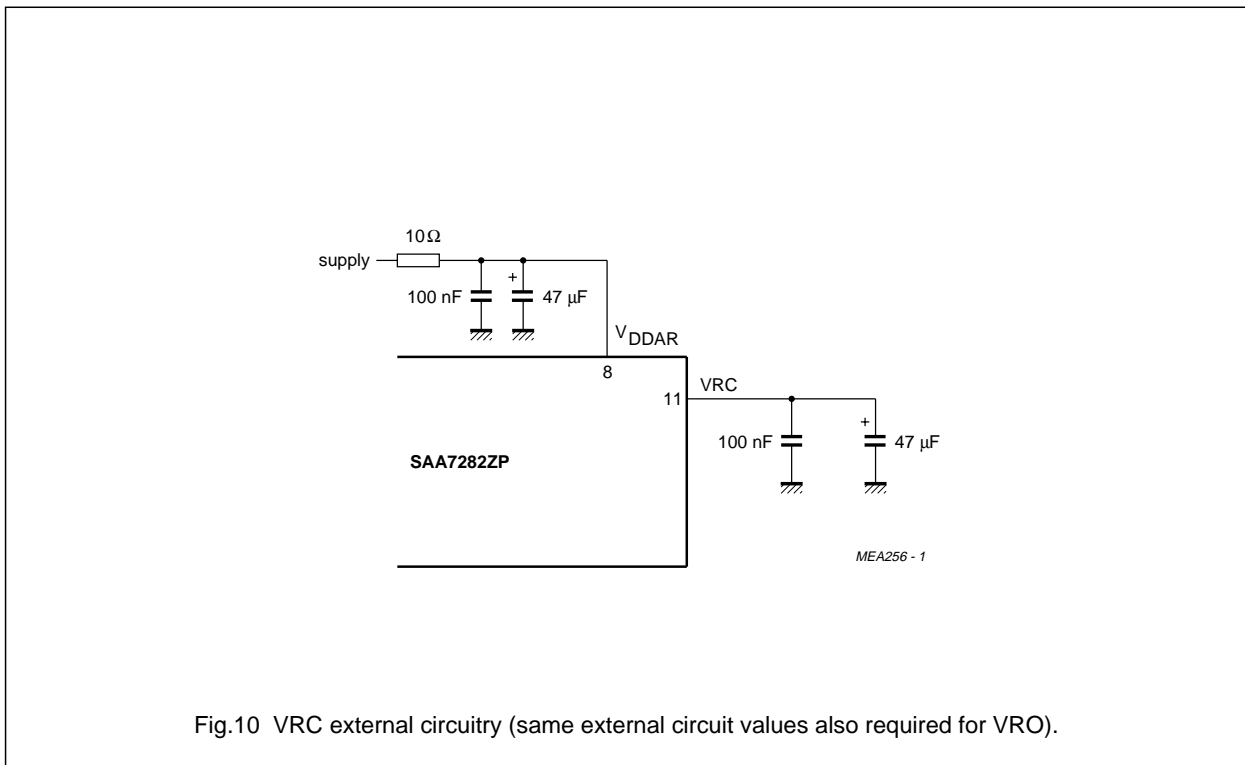 10Ω
supply
+
100 nF
47 µF
VDDAR
8
11
VRC
+
100 nF
47 µF
SAA7282ZP
MEA256 - 1
Fig.10 VRC external circuitry (same external circuit values also required for VRO).